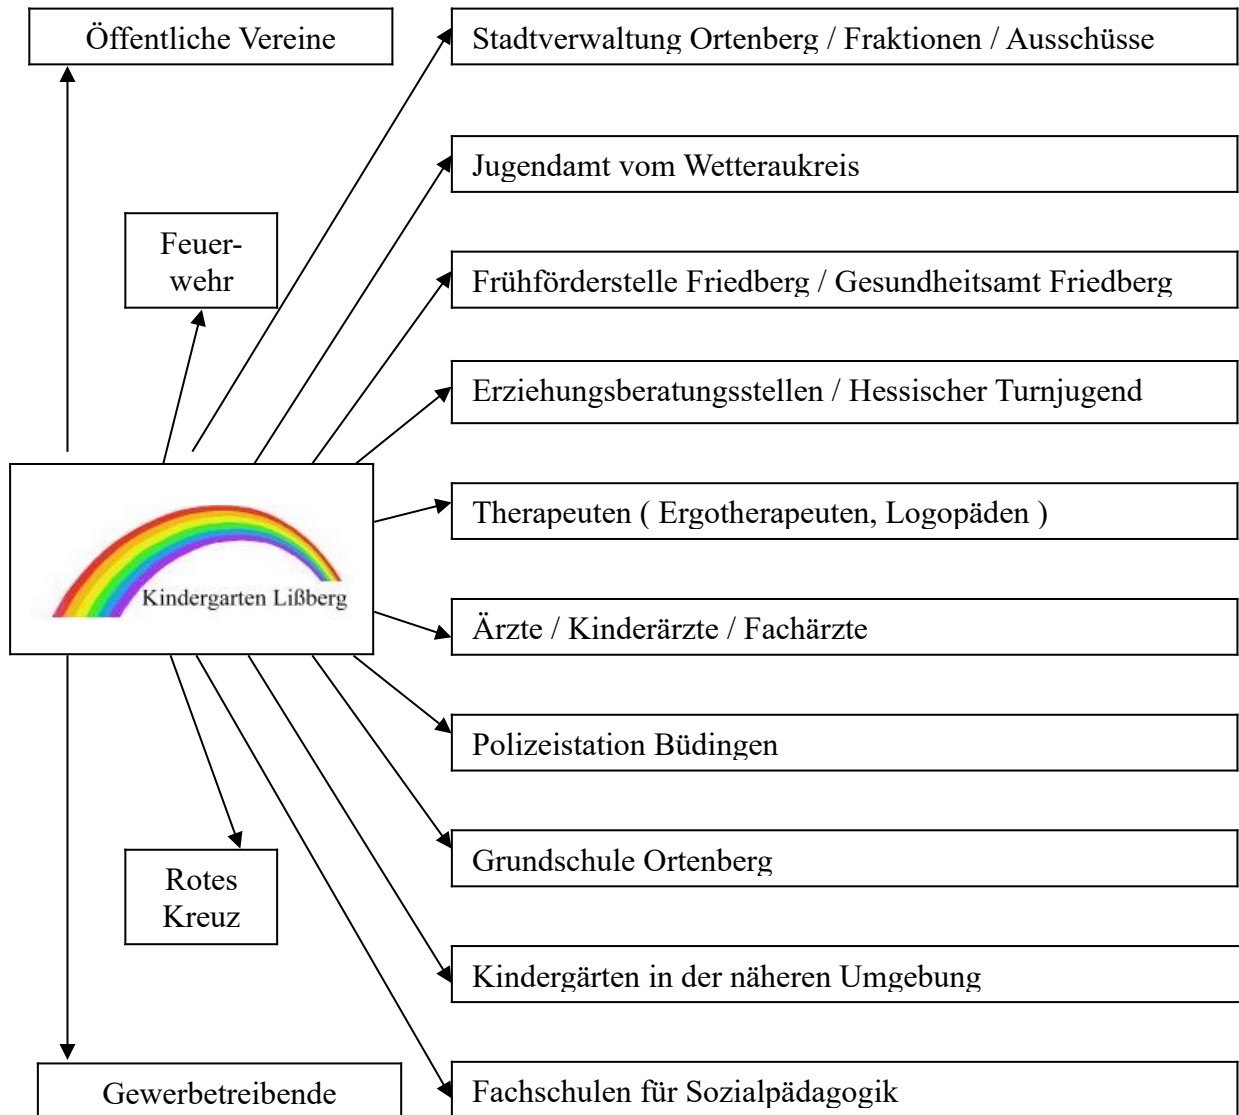 Öffentliche Vereine
Stadtverwaltung Ortenberg / Fraktionen / Ausschüsse
Jugendamt vom Wetteraukreis
Feuer-
wehr
Frühförderstelle Friedberg / Gesundheitsamt Friedberg
Erziehungsberatungsstellen / Hessischer Turnjugend
Therapeuten ( Ergotherapeuten, Logopäden )
Kindergarten Lißberg
Ärzte / Kinderärzte / Fachärzte
Polizeistation Büdingen
Grundschule Ortenberg
Rotes
Kreuz
Kindergärten in der näheren Umgebung
Gewerbetreibende
Fachschulen für Sozialpädagogik